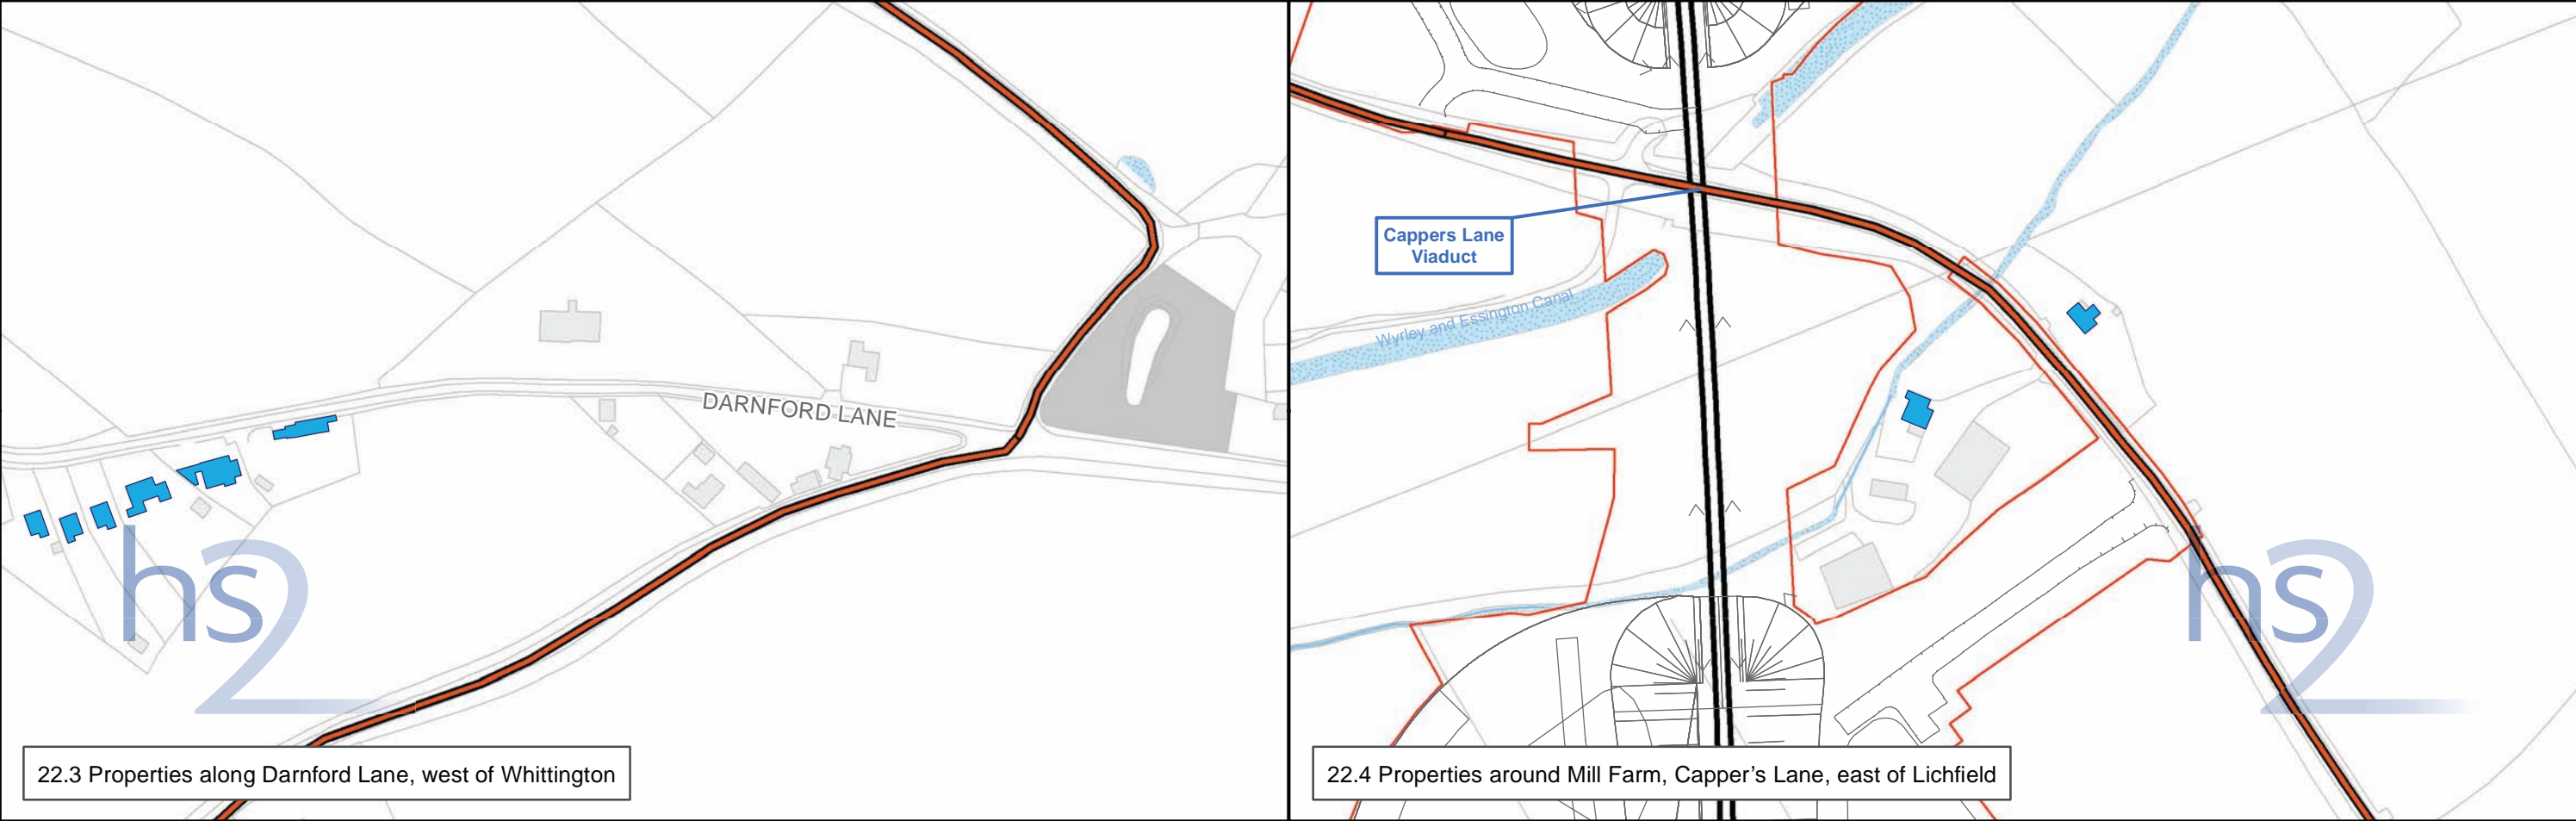 DARNFORD LANE
hs2
22.3 Properties along Darnford Lane, west of Whittington
Cappers Lane
Viaduct
Wyrley and Essington Canal
hs2
22.4 Properties around Mill Farm, Capper's Lane, east of Lichfield